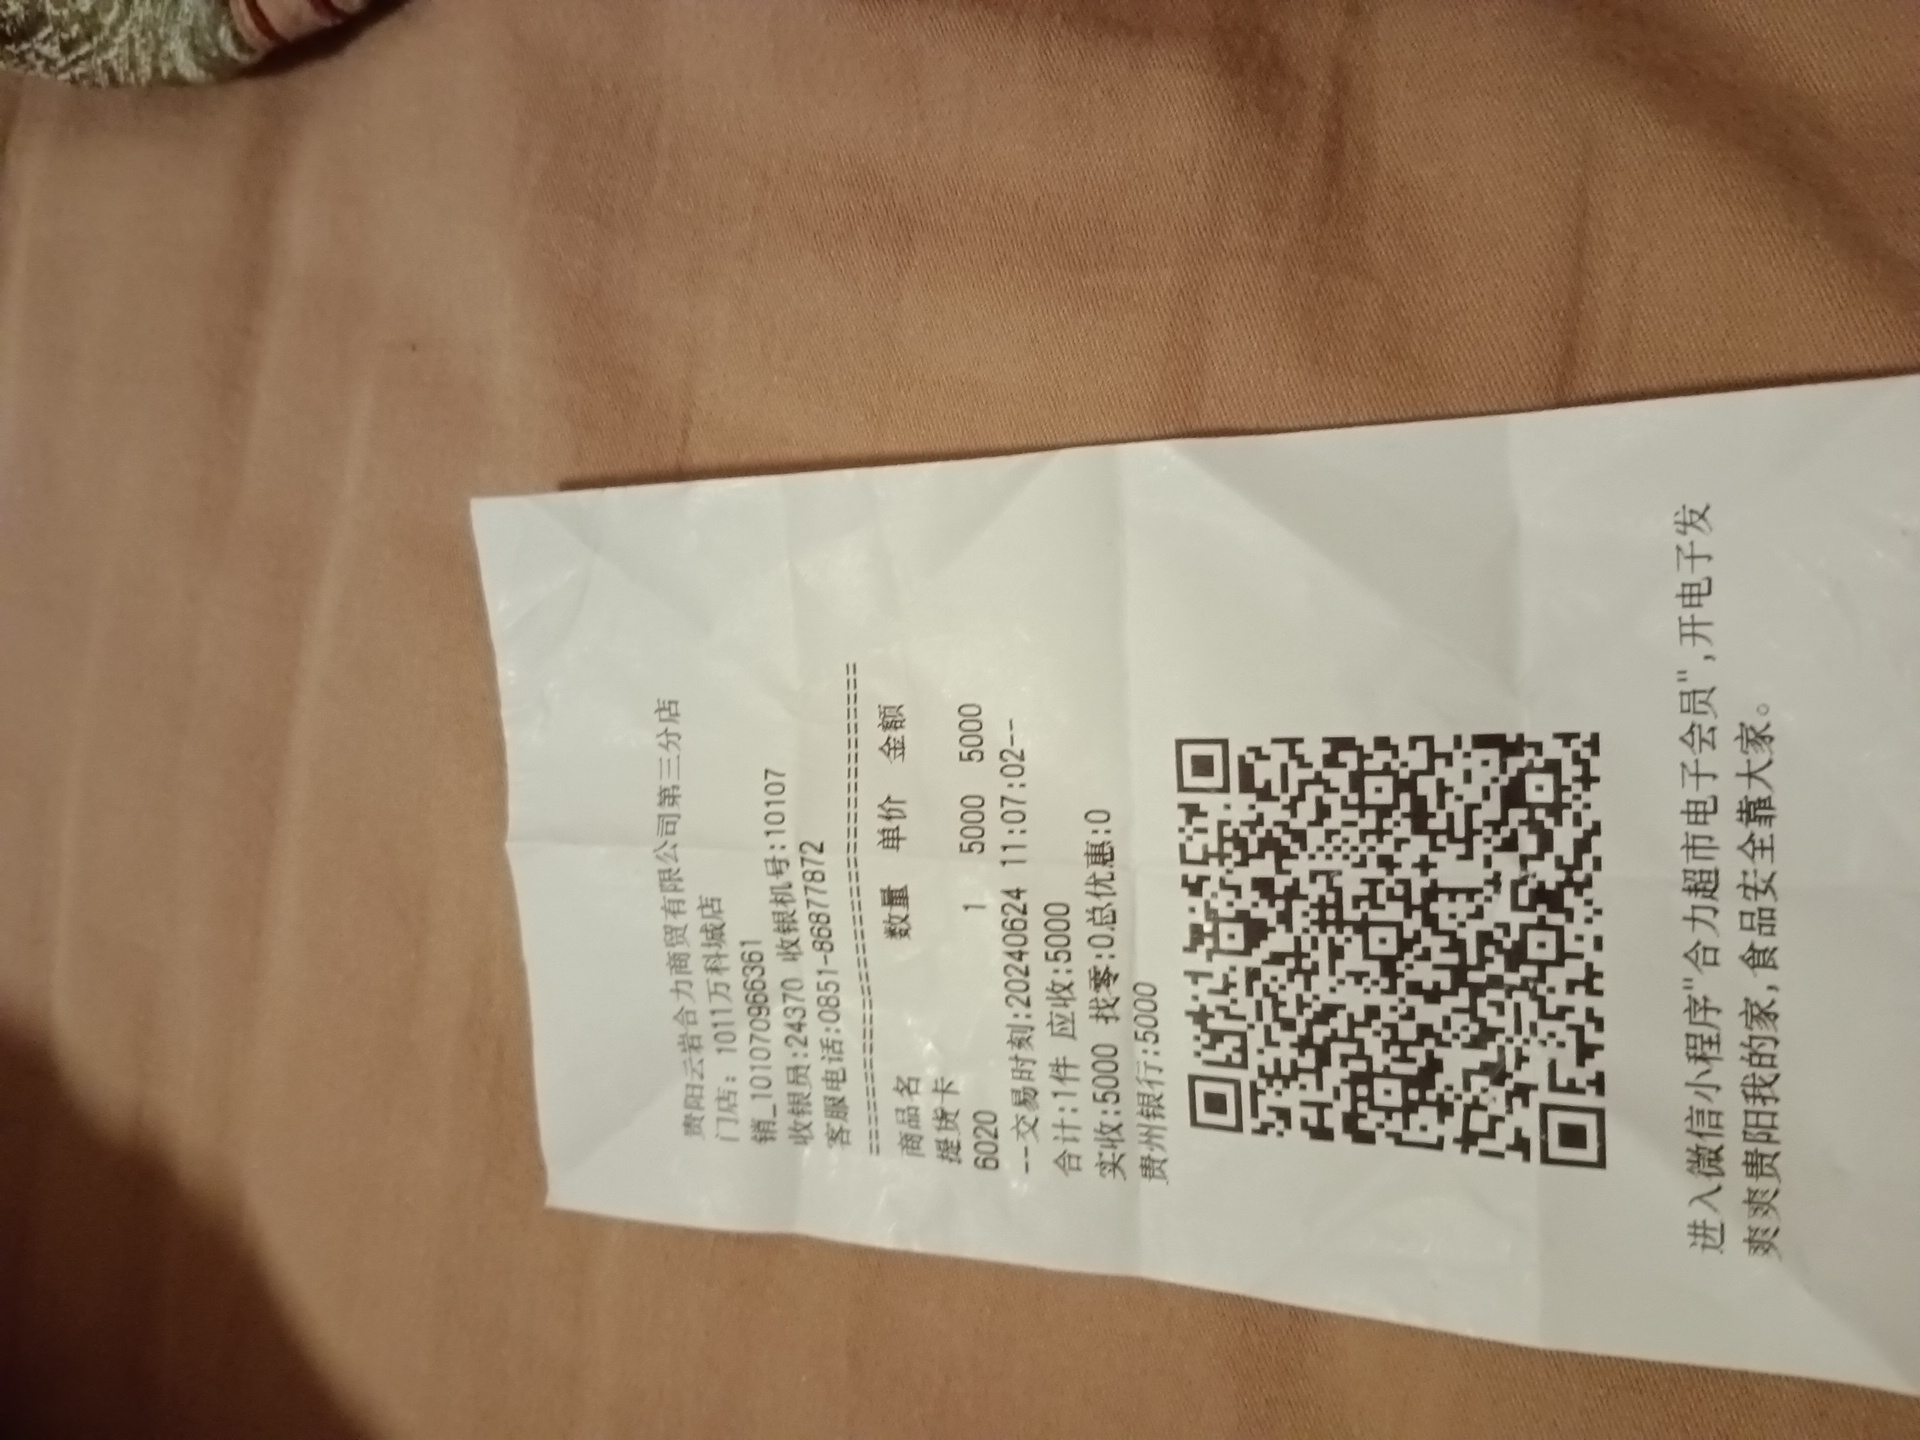 贵阳云岩合力商贸有限公司第三分店
门店: 1011万科城店
销_101070966361
收银员:24370 收银机号:10107
客服电话:0851-86877872
================================================
商品名 数量 单价 金额
提货卡
6020 1 5000 5000
--交易时刻:20240624 11:07:02--
合计:1件 应收:5000
实收:5000 找零:0总优惠:0
贵州银行:5000
进入微信小程序"合力超市电子会员",开电子发
爽爽贵阳我的家,食品安全靠大家。